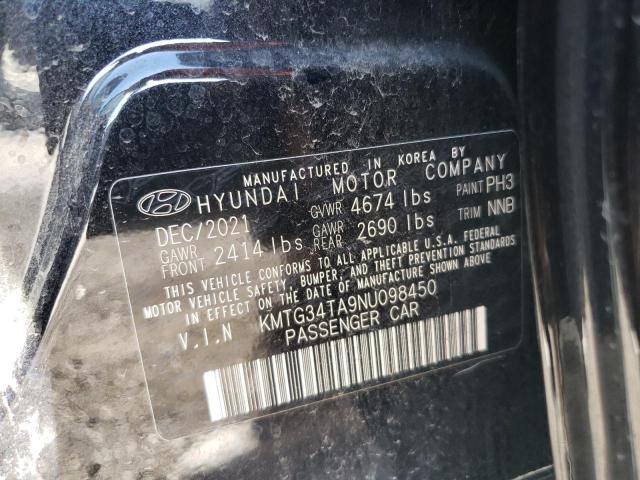 MANUFACTURED IN KOREA BY
HYUNDAI MOTOR COMPANY
DEC/2021 GVWR 4674 lbs PAINT PH3
GAWR FRONT 2414 lbs GAWR REAR 2690 lbs TRIM NNB
THIS VEHICLE CONFORMS TO ALL APPLICABLE U.S.A. FEDERAL
MOTOR VEHICLE SAFETY, BUMPER, AND THEFT PREVENTION STANDARDS
IN EFFECT ON THE DATE OF MANUFACTURE SHOWN ABOVE.
V.I.N KMTG34TA9NU098450
PASSENGER CAR